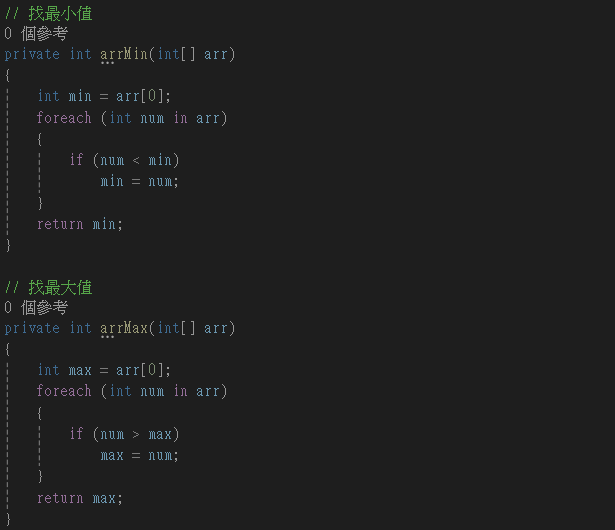 // 找最小值
0 個參考
private int arrMin(int[] arr)
{
    int min = arr[0];
    foreach (int num in arr)
    {
        if (num < min)
            min = num;
    }
    return min;
}

// 找最大值
0 個參考
private int arrMax(int[] arr)
{
    int max = arr[0];
    foreach (int num in arr)
    {
        if (num > max)
            max = num;
    }
    return max;
}